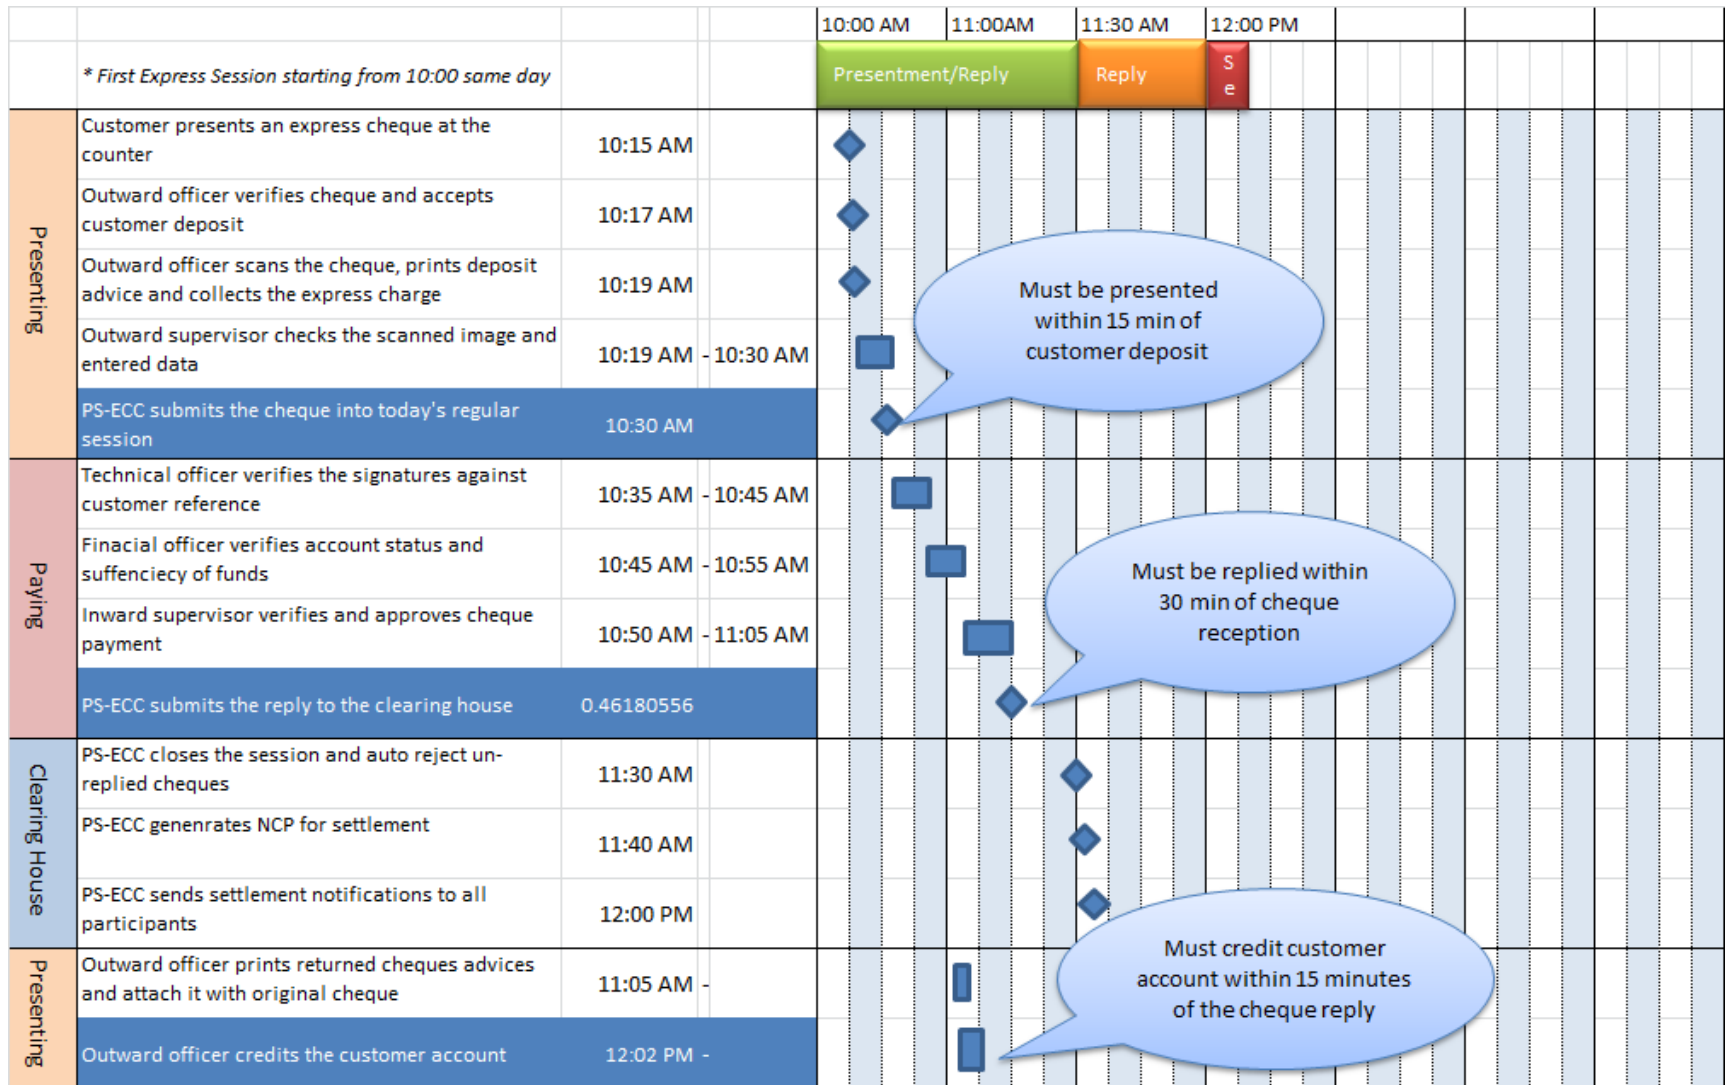 10:00 AM 11:00AM 11:30 AM 12:00 PM
* First Express Session starting from 10:00 same day
Presentment/Reply
Reply
S
e
Presenting
Customer presents an express cheque at the
counter
10:15 AM
Outward officer verifies cheque and accepts
customer deposit
10:17 AM
Outward officer scans the cheque, prints deposit
advice and collects the express charge
10:19 AM
Outward supervisor checks the scanned image and
entered data
10:19 AM - 10:30 AM
PS-ECC submits the cheque into today's regular
session
10:30 AM
Must be presented
within 15 min of
customer deposit
Paying
Technical officer verifies the signatures against
customer reference
10:35 AM - 10:45 AM
Finacial officer verifies account status and
suffenciecy of funds
10:45 AM - 10:55 AM
Inward supervisor verifies and approves cheque
payment
10:50 AM - 11:05 AM
PS-ECC submits the reply to the clearing house
0.46180556
Must be replied within
30 min of cheque
reception
Clearing House
PS-ECC closes the session and auto reject un-
replied cheques
11:30 AM
PS-ECC genenrates NCP for settlement
11:40 AM
PS-ECC sends settlement notifications to all
participants
12:00 PM
Presenting
Outward officer prints returned cheques advices
and attach it with original cheque
11:05 AM -
Outward officer credits the customer account
12:02 PM -
Must credit customer
account within 15 minutes
of the cheque reply